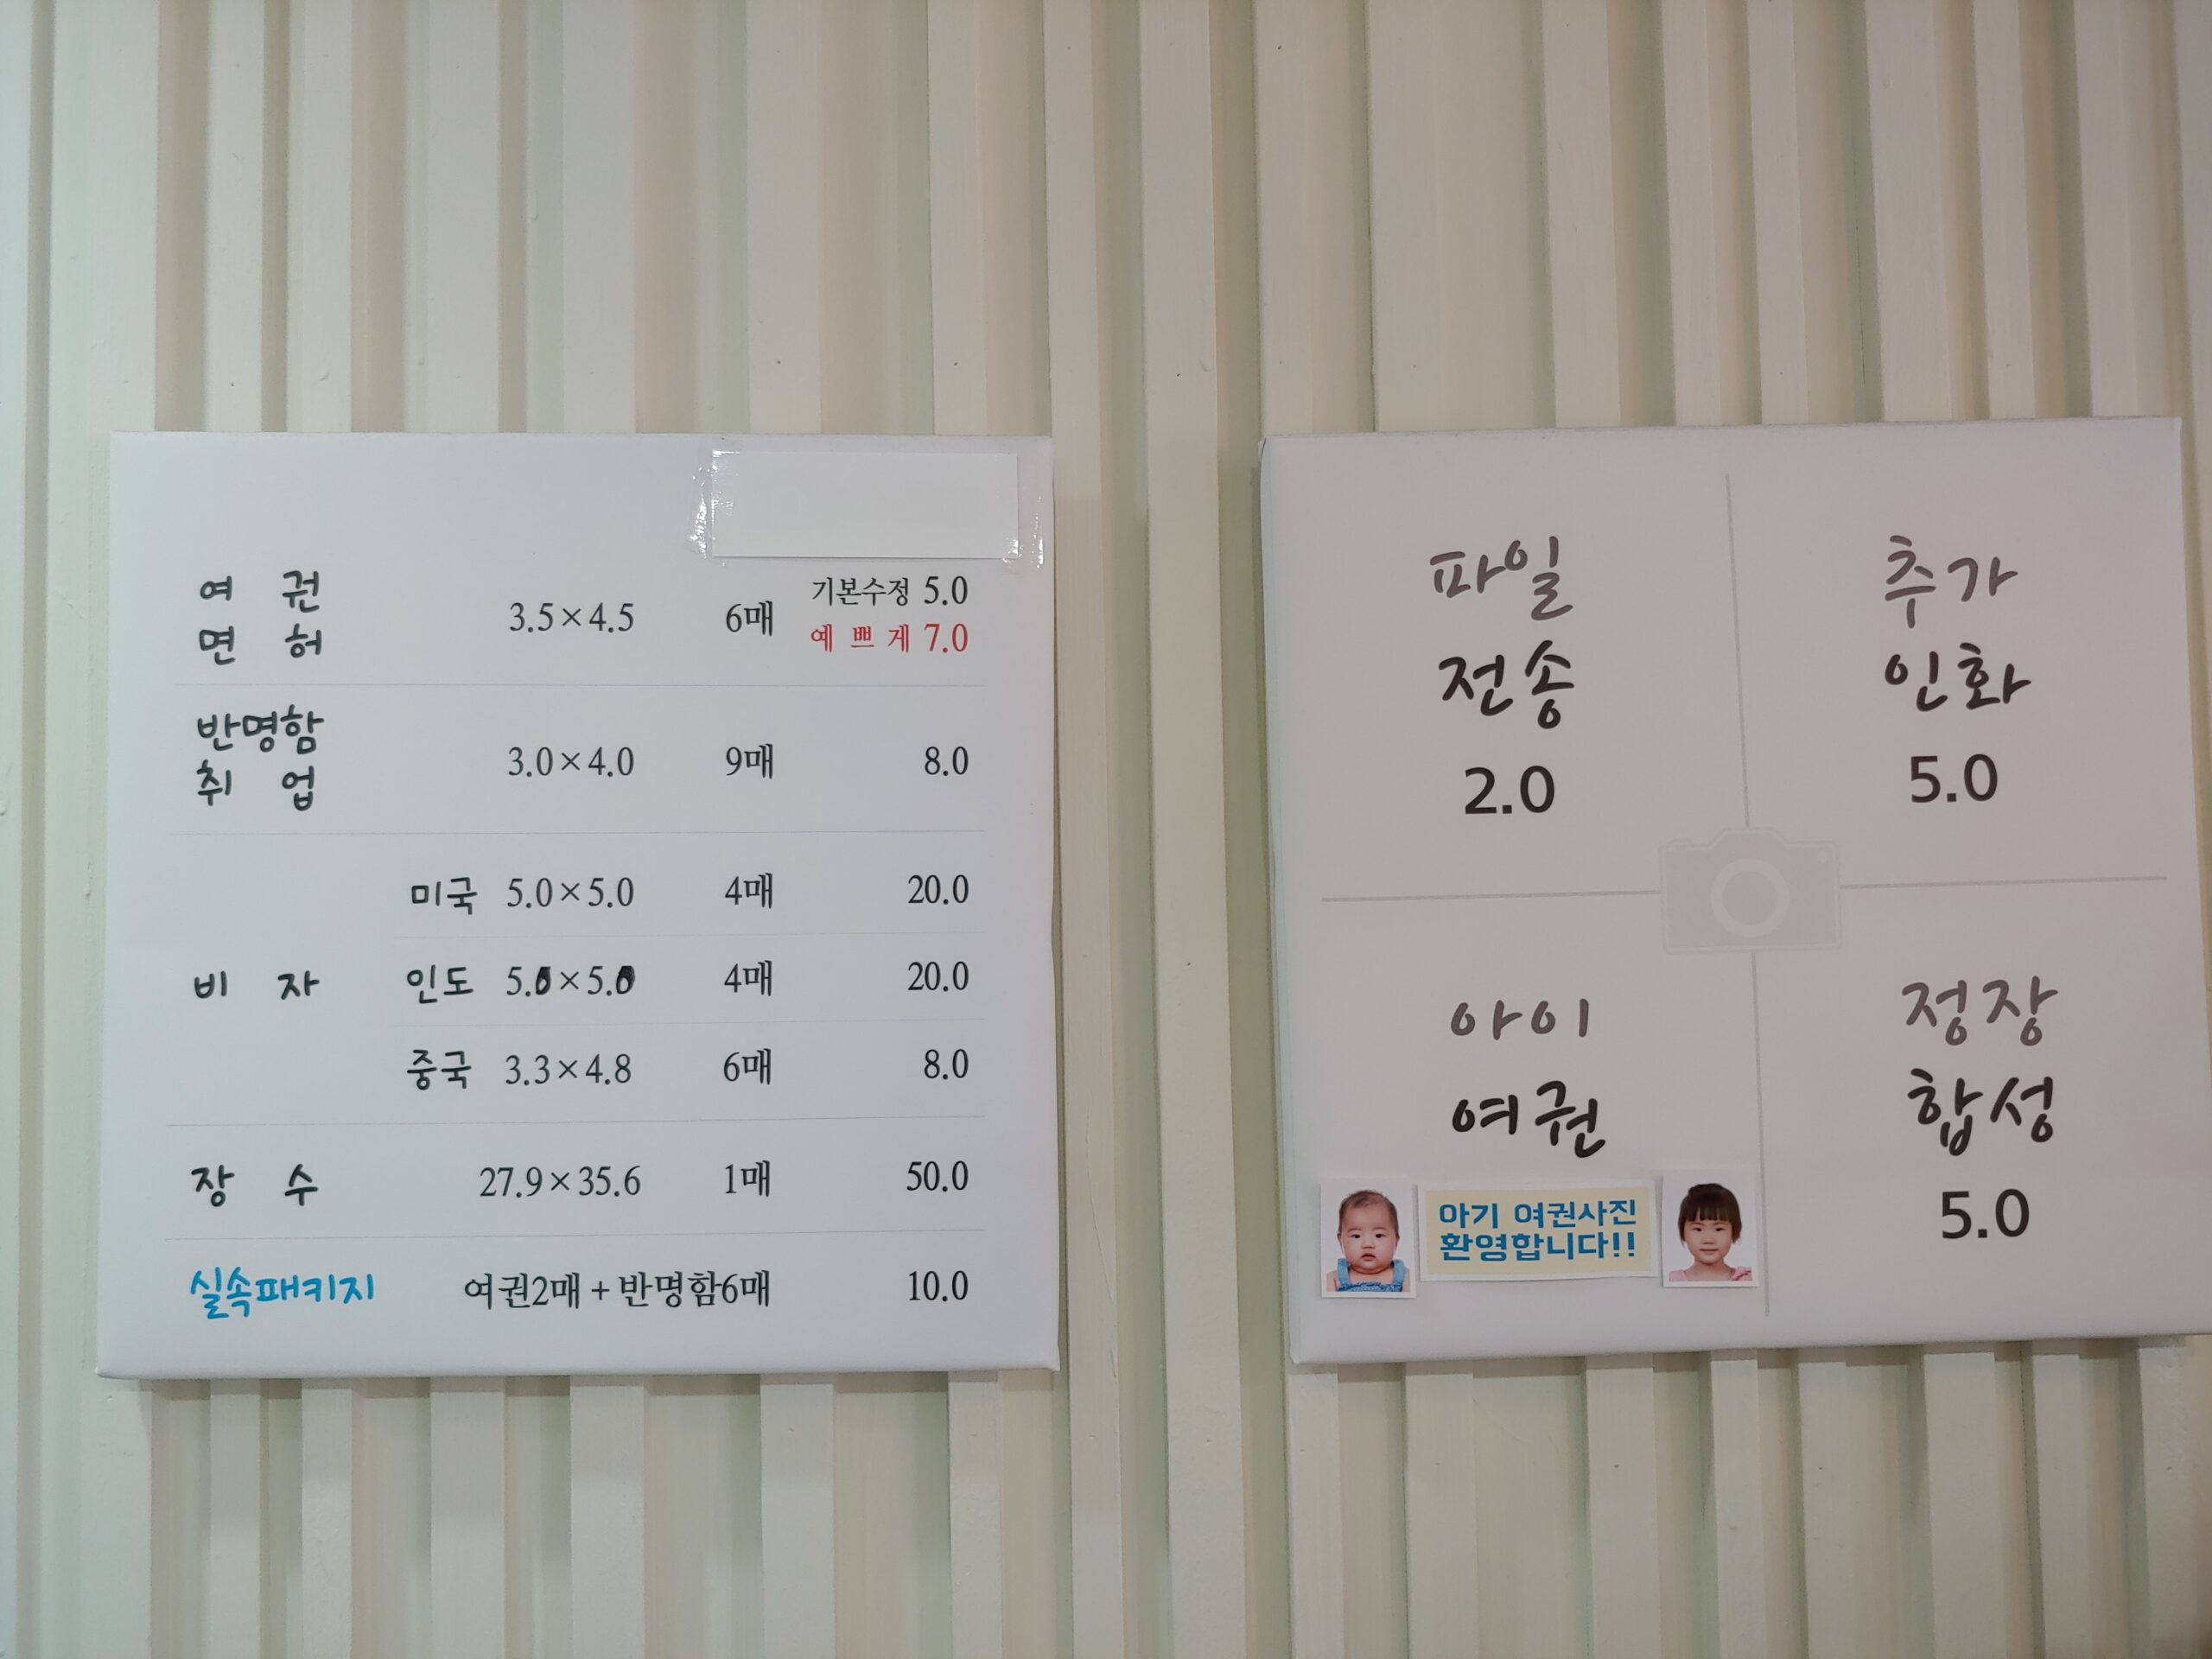 여 권
면 허
3.5×4.5 6매
기본수정 5.0
예 쁘 게 7.0
반명함
취 업
3.0×4.0 9매 8.0
비 자
미국 5.0×5.0 4매 20.0
인도 5.0×5.0 4매 20.0
중국 3.3×4.8 6매 8.0
장 수 27.9×35.6 1매 50.0
실속패키지 여권2매+반명함6매 10.0
파일
전송
2.0
추가
인화
5.0
아이
여권
아기 여권사진
환영합니다!!
정장
합성
5.0